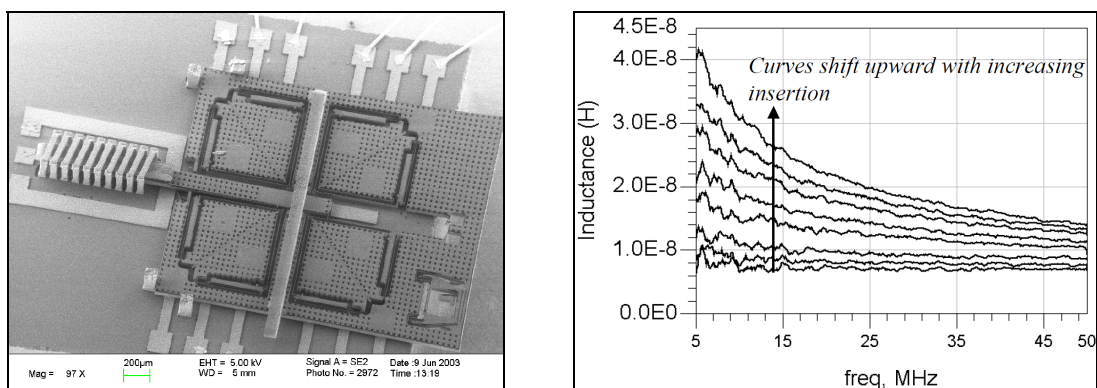 Mag = 97 X
200µm
EHT = 5.00 kV
WD = 5 mm
Signal A = SE2
Photo No. = 2972
Date :9 Jun 2003
Time :13:19
4.5E-8
4.0E-8
3.0E-8
2.0E-8
1.0E-8
0.0E0
Inductance (H)
Curves shift upward with increasing
insertion
5
15
25
35
45
50
freq, MHz